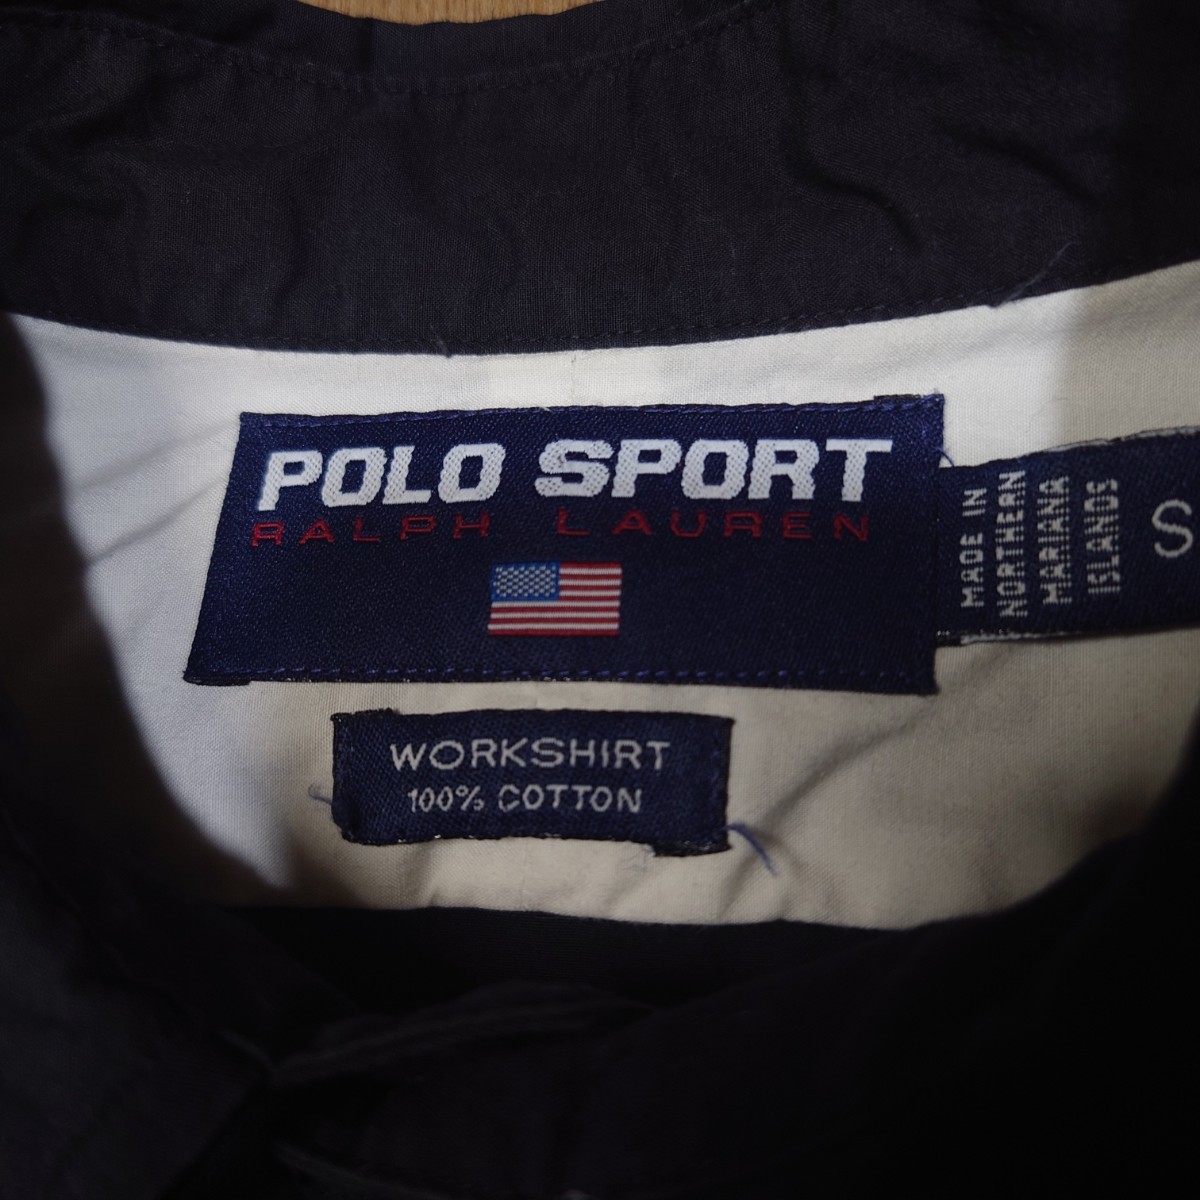 POLO SPORT
RALPH LAUREN
MADE IN
NORTHERN
MARIANA
ISLANDS
S
WORKSHIRT
100% COTTON